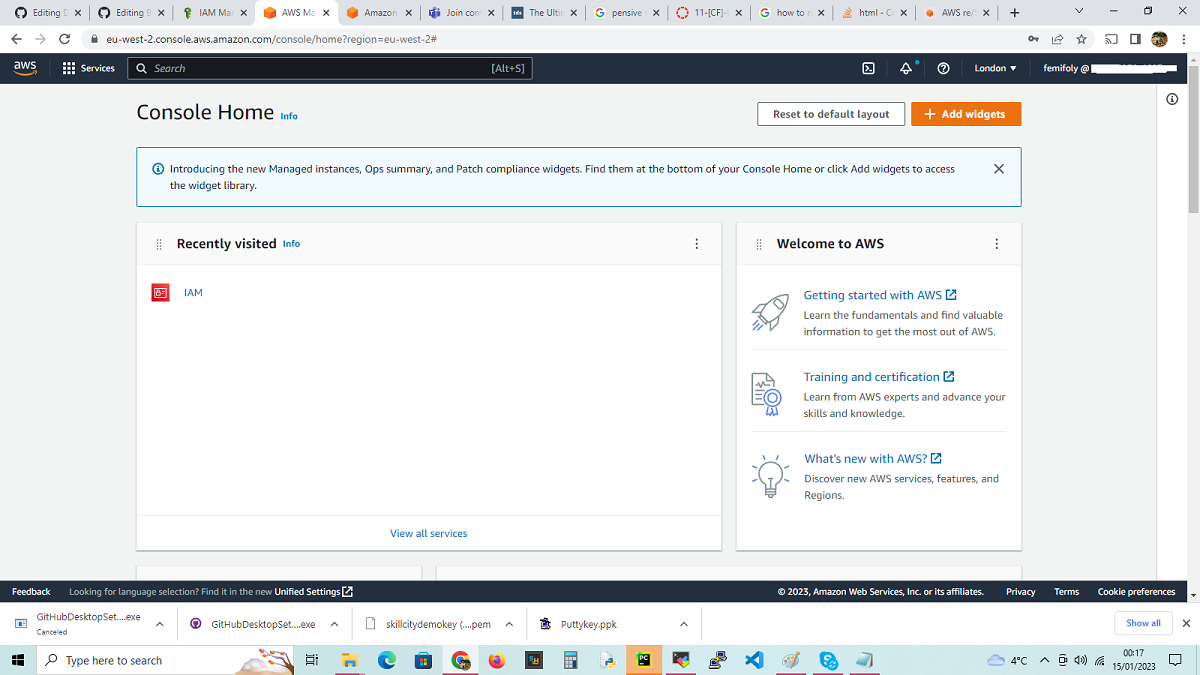 Editing D
Editing 9
IAM Man
AWS Ma
Amazon
Join con
The Ultin
pensive
11-[CF]-
how to n
html - C
AWS re/
eu-west-2.console.aws.amazon.com/console/home?region=eu-west-2#
aws
Services
Search
[Alt+S]
London
femifoly @
Console Home Info
Reset to default layout
Add widgets
Introducing the new Managed instances, Ops summary, and Patch compliance widgets. Find them at the bottom of your Console Home or click Add widgets to access
the widget library.
Recently visited Info
IAM
View all services
Welcome to AWS
Getting started with AWS
Learn the fundamentals and find valuable
information to get the most out of AWS.
Training and certification
Learn from AWS experts and advance your
skills and knowledge.
What's new with AWS?
Discover new AWS services, features, and
Regions.
Feedback
Looking for language selection? Find it in the new Unified Settings
© 2023, Amazon Web Services, Inc. or its affiliates.
Privacy
Terms
Cookie preferences
GitHubDesktopSet....exe
Canceled
GitHubDesktopSet....exe
skillcitydemokey (....pem
Puttykey.ppk
Show all
Type here to search
4°C
00:17
15/01/2023